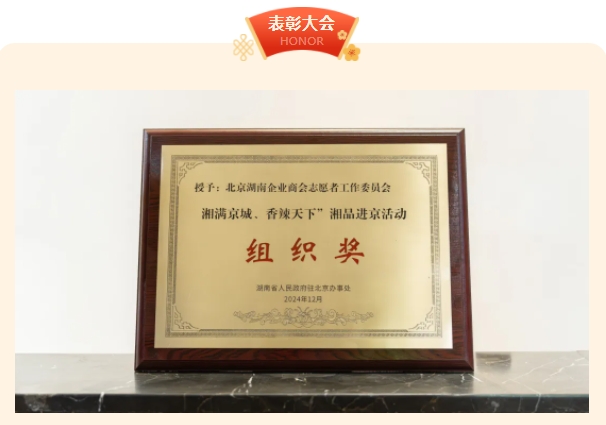 表彰大会
HONOR
授予：北京湖南企业商会志愿者工作委员会
湘满京城、香辣天下”湘品进京活动
组织奖
湖南省人民政府驻北京办事处
2024年12月